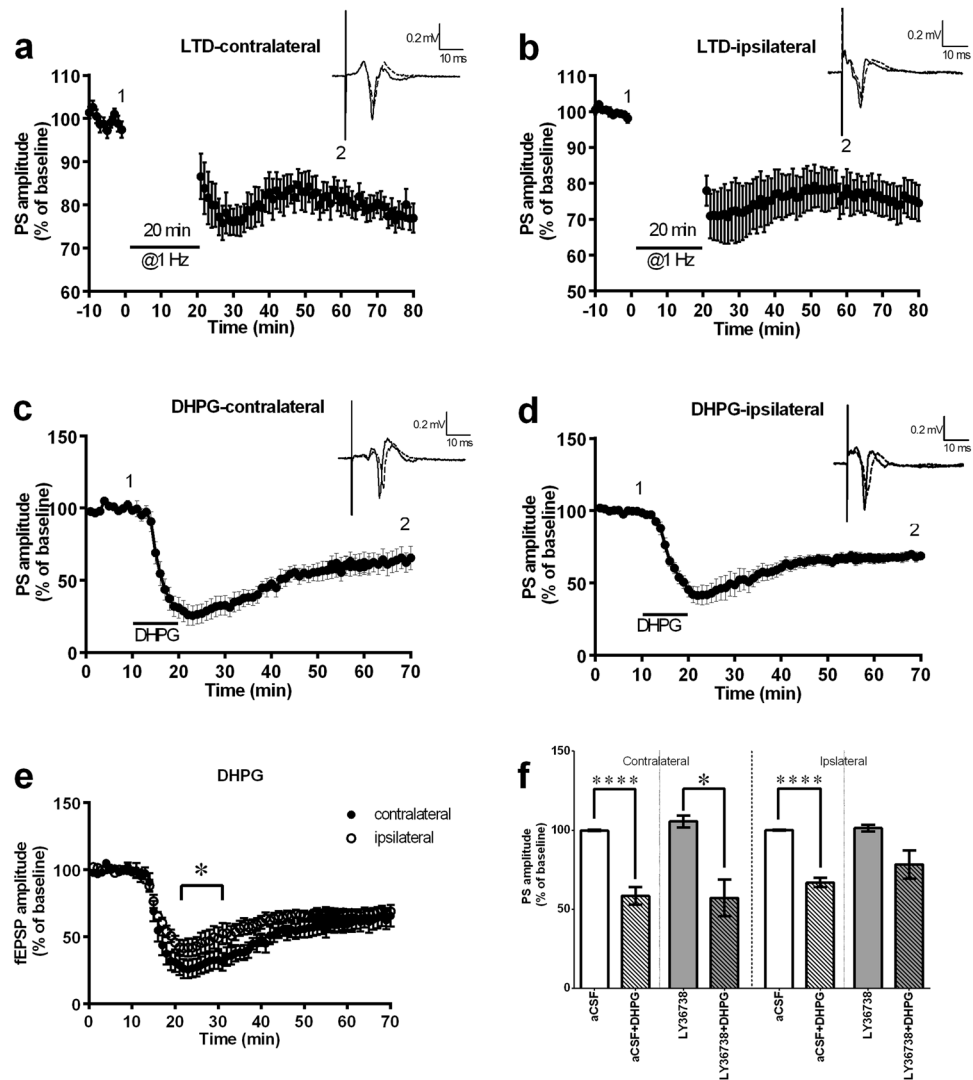 a
LTD-contralateral
0.2 mV
10 ms
110
100
90
80
70
60
1
2
20 min
@1 Hz
PS amplitude
(% of baseline)
-10 0 10 20 30 40 50 60 70 80
Time (min)
b
LTD-ipsilateral
0.2 mV
10 ms
110
100
90
80
70
60
50
1
2
20 min
@1 Hz
PS amplitude
(% of baseline)
-10 0 10 20 30 40 50 60 70 80
Time (min)
c
DHPG-contralateral
0.2 mV
10 ms
150
100
50
0
1
2
DHPG
PS amplitude
(% of baseline)
0 10 20 30 40 50 60 70
Time (min)
d
DHPG-ipsilateral
0.2 mV
10 ms
150
100
50
0
1
2
DHPG
PS amplitude
(% of baseline)
0 10 20 30 40 50 60 70
Time (min)
e
DHPG
contralateral
ipsilateral
*
150
100
50
0
fEPSP amplitude
(% of baseline)
0 10 20 30 40 50 60 70
Time (min)
f
Contralateral
Ipslateral
****
*
****
150
100
50
0
PS amplitude
(% of baseline)
aCSF
aCSF+DHPG
LY36738
LY36738+DHPG
aCSF
aCSF+DHPG
LY36738
LY36738+DHPG